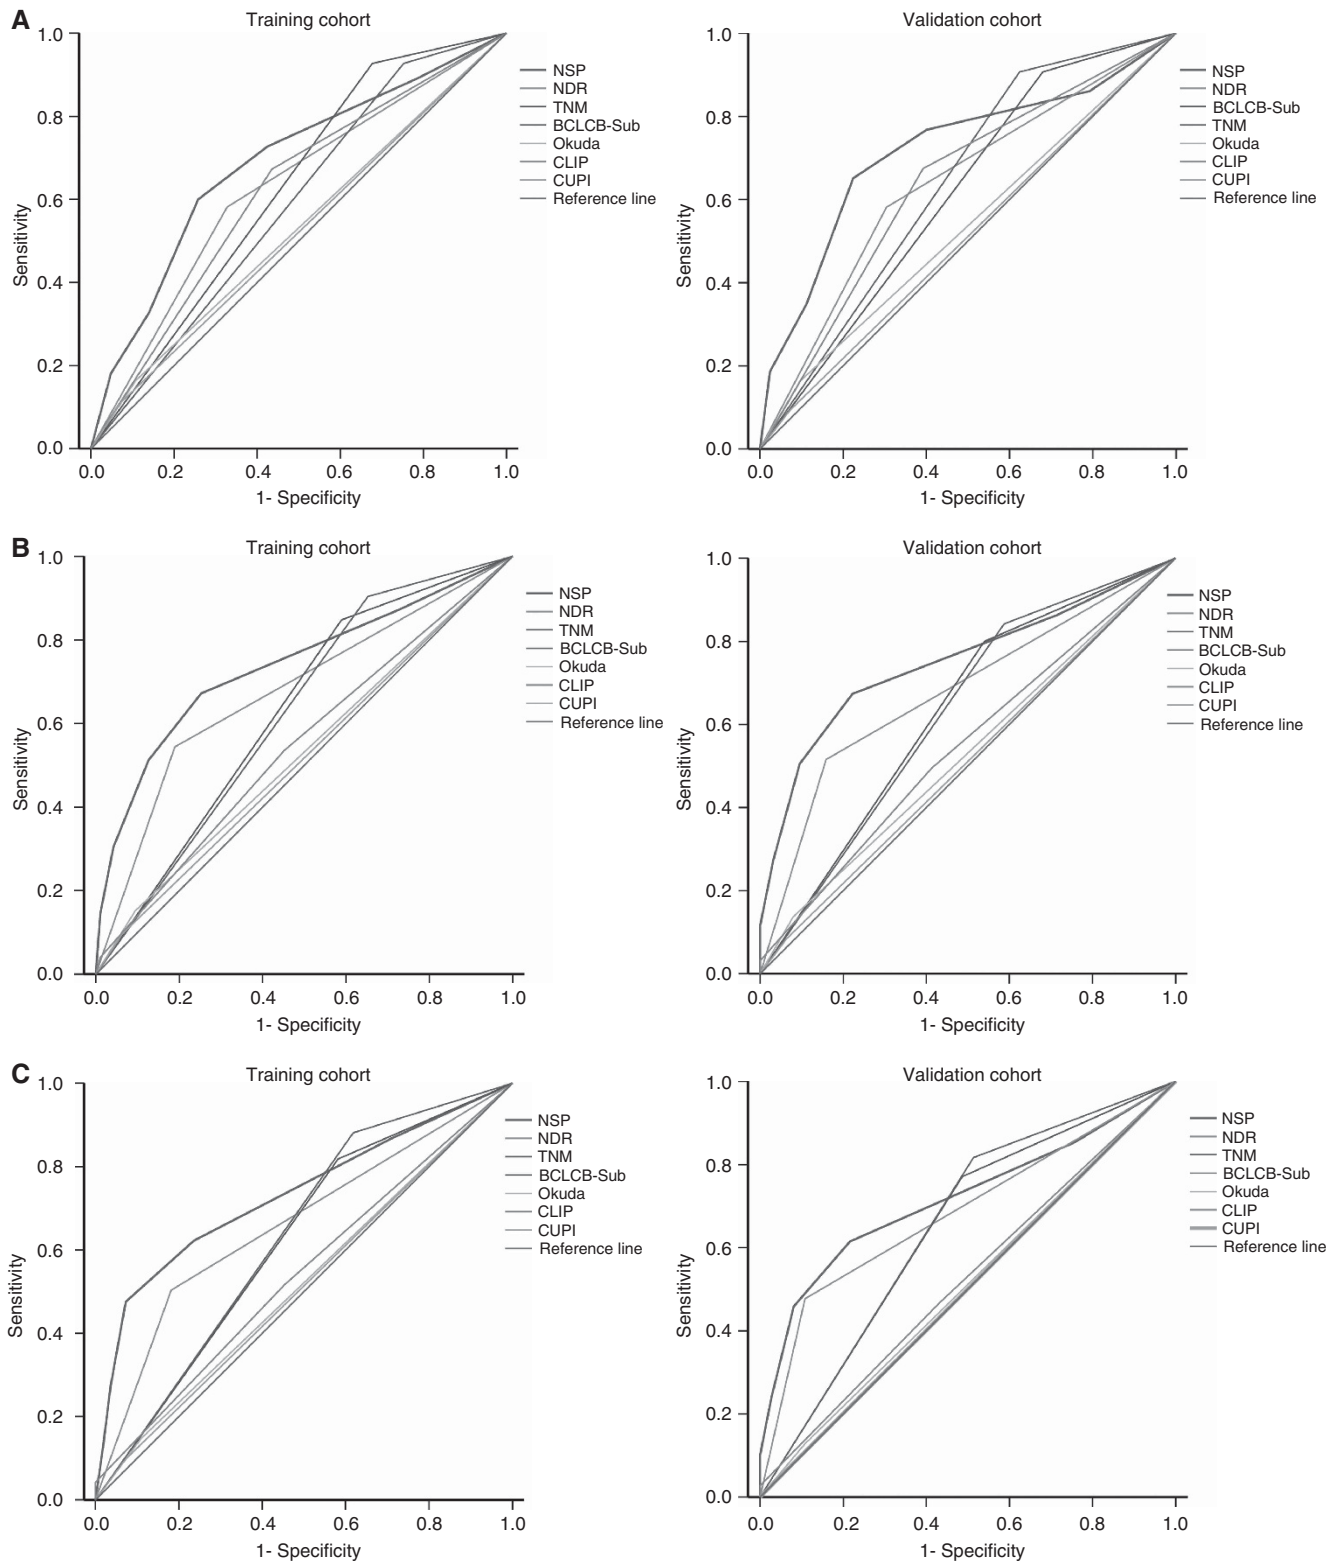 A
Training cohort
1.0
0.8
0.6
0.4
0.2
0.0
Sensitivity
0.0 0.2 0.4 0.6 0.8 1.0
1- Specificity
NSP
NDR
TNM
BCLCB-Sub
Okuda
CLIP
CUPI
Reference line
Validation cohort
1.0
0.8
0.6
0.4
0.2
0.0
Sensitivity
0.0 0.2 0.4 0.6 0.8 1.0
1- Specificity
NSP
NDR
BCLCB-Sub
TNM
Okuda
CLIP
CUPI
Reference line
B
Training cohort
1.0
0.8
0.6
0.4
0.2
0.0
Sensitivity
0.0 0.2 0.4 0.6 0.8 1.0
1- Specificity
NSP
NDR
TNM
BCLCB-Sub
Okuda
CLIP
CUPI
Reference line
Validation cohort
1.0
0.8
0.6
0.4
0.2
0.0
Sensitivity
0.0 0.2 0.4 0.6 0.8 1.0
1- Specificity
NSP
NDR
TNM
BCLCB-Sub
Okuda
CLIP
CUPI
Reference line
C
Training cohort
1.0
0.8
0.6
0.4
0.2
0.0
Sensitivity
0.0 0.2 0.4 0.6 0.8 1.0
1- Specificity
NSP
NDR
TNM
BCLCB-Sub
Okuda
CLIP
CUPI
Reference line
Validation cohort
1.0
0.8
0.6
0.4
0.2
0.0
Sensitivity
0.0 0.2 0.4 0.6 0.8 1.0
1- Specificity
NSP
NDR
TNM
BCLCB-Sub
Okuda
CLIP
CUPI
Reference line